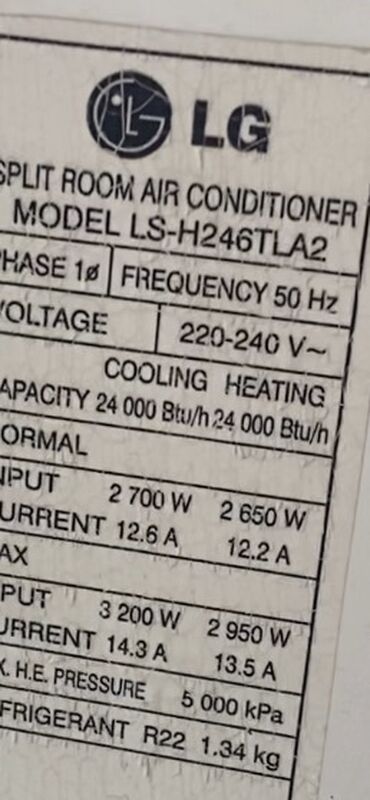 LG
SPLIT ROOM AIR CONDITIONER
MODEL LS-H246TLA2
PHASE 1ø FREQUENCY 50 Hz
VOLTAGE 220-240 V~
COOLING HEATING
APACITY 24 000 Btu/h 24 000 Btu/h
ORMAL
NPUT 2 700 W 2 650 W
URRENT 12.6 A 12.2 A
AX
PUT 3 200 W 2 950 W
URRENT 14.3 A 13.5 A
X. H.E. PRESSURE 5 000 kPa
FRIGERANT R22 1.34 kg